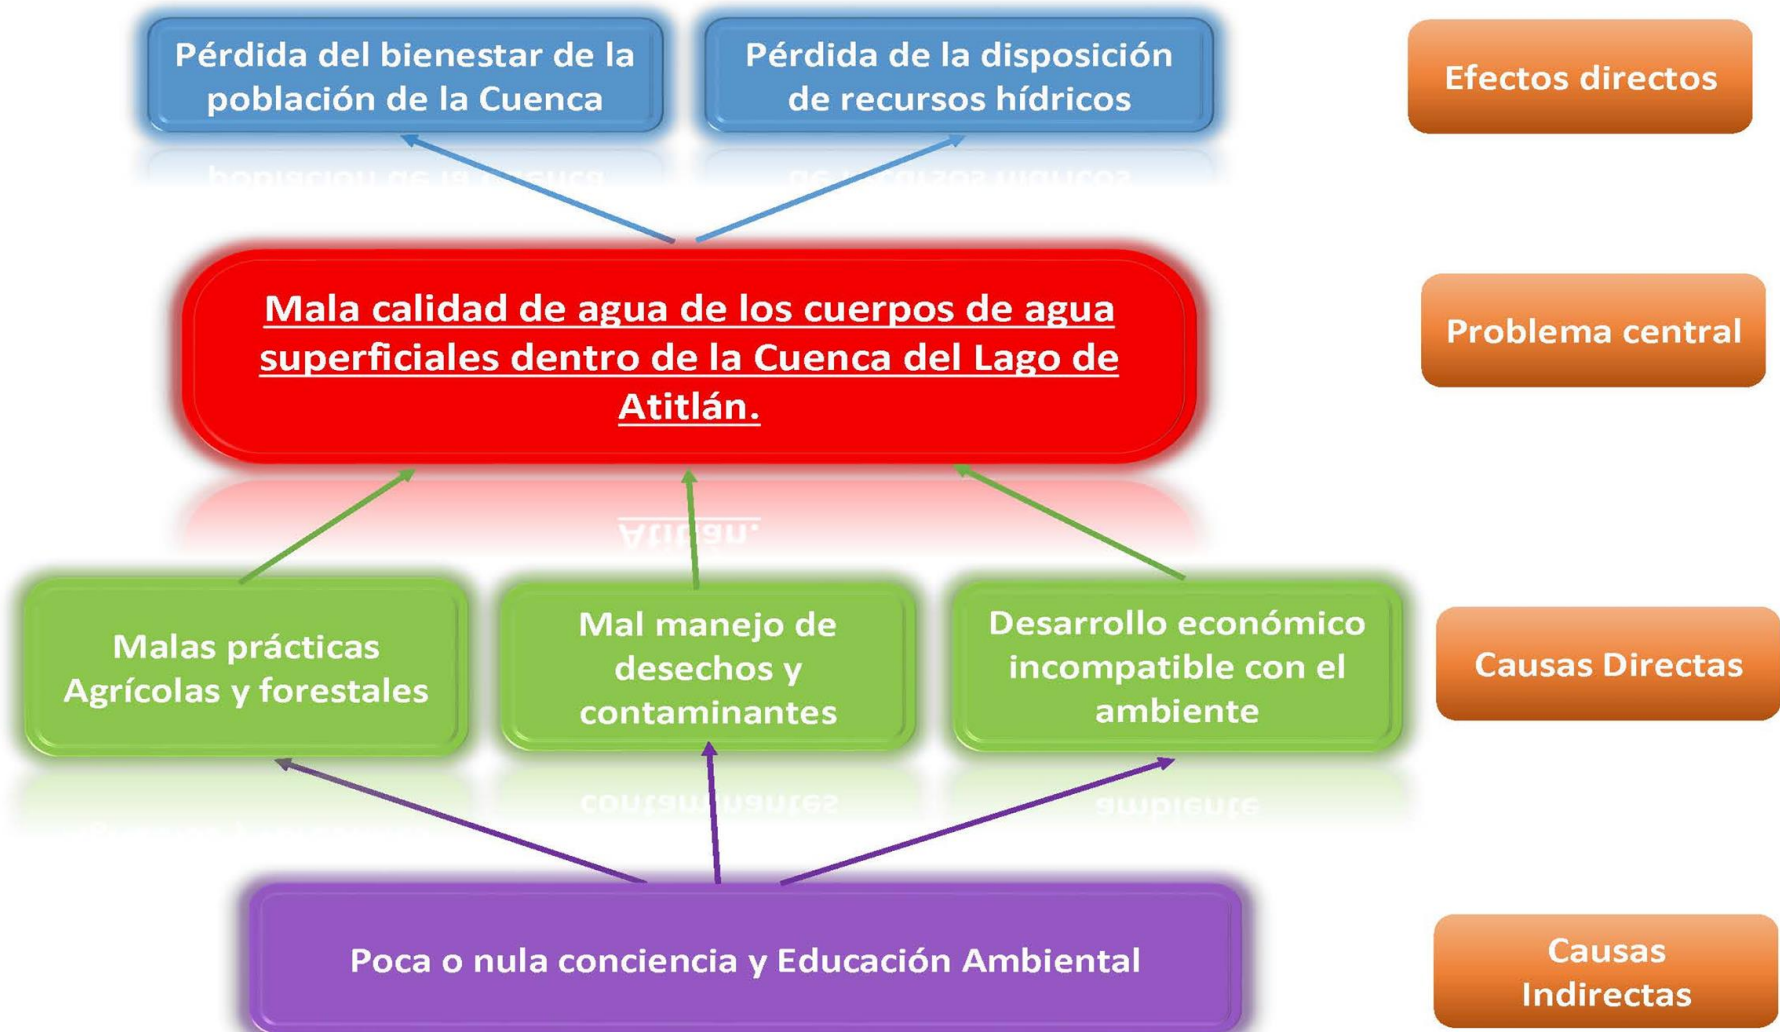 Pérdida del bienestar de la
población de la Cuenca
Pérdida de la disposición
de recursos hídricos
Efectos directos
Mala calidad de agua de los cuerpos de agua
superficiales dentro de la Cuenca del Lago de
Atitlán.
Problema central
Malas prácticas
Agrícolas y forestales
Mal manejo de
desechos y
contaminantes
Desarrollo económico
incompatible con el
ambiente
Causas Directas
Poca o nula conciencia y Educación Ambiental
Causas
Indirectas